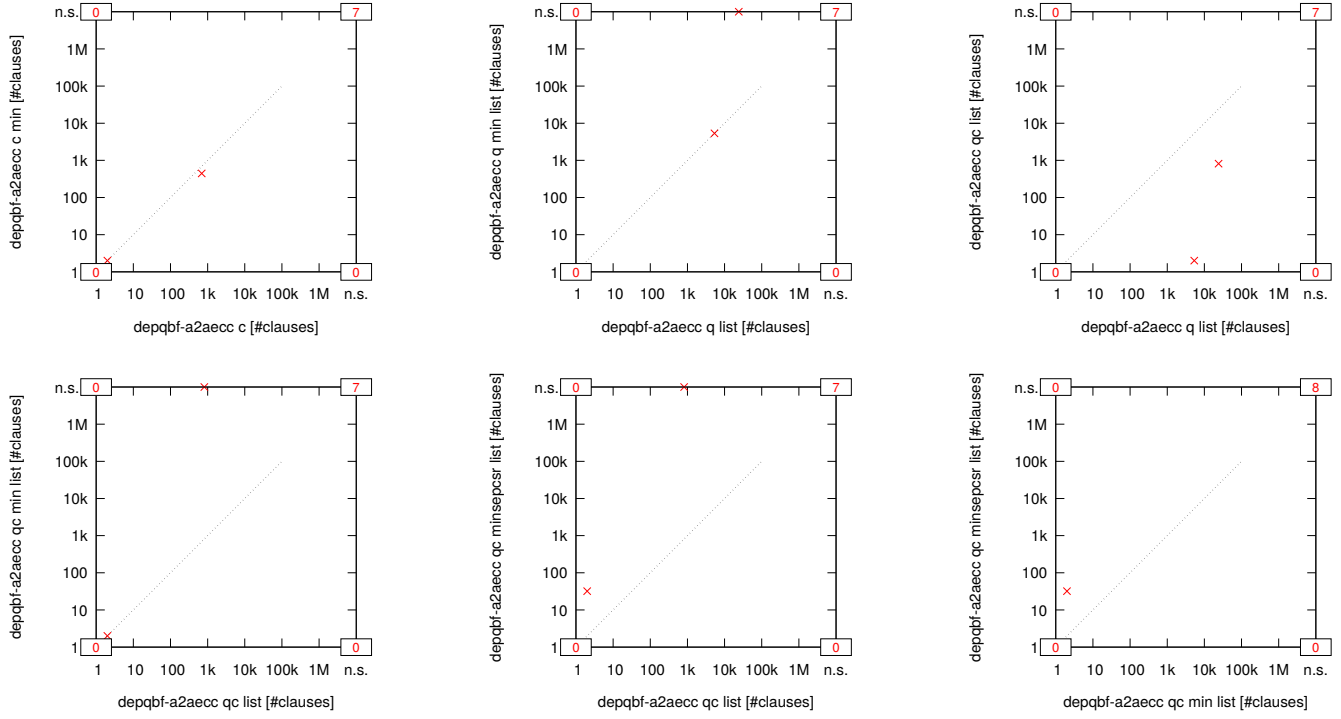 depqbf-a2aecc c min [#clauses]
n.s.
0
7
1M
100k
10k
1k
100
10
1
0
0
1 10 100 1k 10k 100k 1M n.s.
depqbf-a2aecc c [#clauses]
depqbf-a2aecc q min list [#clauses]
n.s.
0
7
1M
100k
10k
1k
100
10
1
0
0
1 10 100 1k 10k 100k 1M n.s.
depqbf-a2aecc q list [#clauses]
depqbf-a2aecc qc list [#clauses]
n.s.
0
7
1M
100k
10k
1k
100
10
1
0
0
1 10 100 1k 10k 100k 1M n.s.
depqbf-a2aecc q list [#clauses]
depqbf-a2aecc qc min list [#clauses]
n.s.
0
7
1M
100k
10k
1k
100
10
1
0
0
1 10 100 1k 10k 100k 1M n.s.
depqbf-a2aecc qc list [#clauses]
depqbf-a2aecc qc minsepcsr list [#clauses]
n.s.
0
7
1M
100k
10k
1k
100
10
1
0
0
1 10 100 1k 10k 100k 1M n.s.
depqbf-a2aecc qc list [#clauses]
depqbf-a2aecc qc minsepcsr list [#clauses]
n.s.
0
8
1M
100k
10k
1k
100
10
1
0
0
1 10 100 1k 10k 100k 1M n.s.
depqbf-a2aecc qc min list [#clauses]